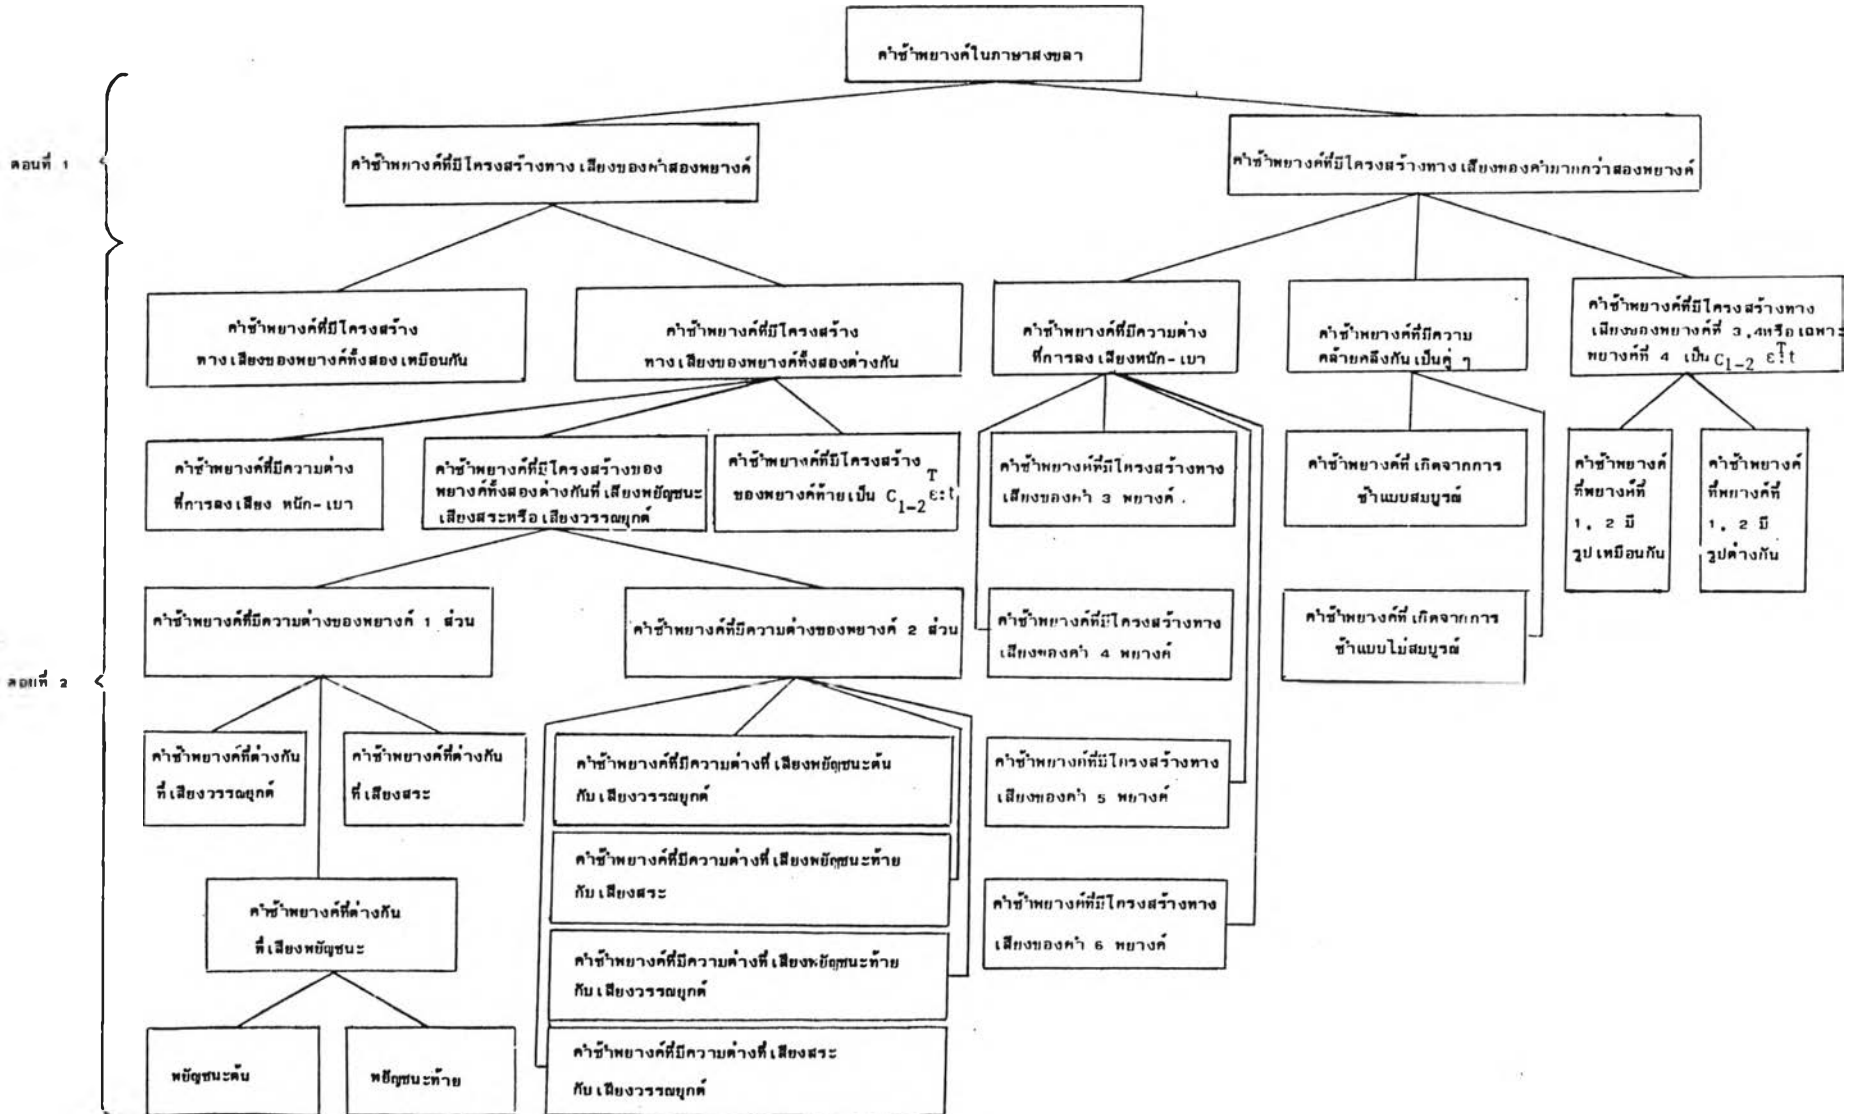 คำซ้ำพยางค์ในภาษาสงขลา
ตอนที่ 1
คำซ้ำพยางค์ที่มีโครงสร้างทางเสียงของคำสองพยางค์
คำซ้ำพยางค์ที่มีโครงสร้างทางเสียงของคำมากกว่าสองพยางค์
คำซ้ำพยางค์ที่มีโครงสร้าง
ทางเสียงของพยางค์ทั้งสองเหมือนกัน
คำซ้ำพยางค์ที่มีโครงสร้าง
ทางเสียงของพยางค์ทั้งสองต่างกัน
คำซ้ำพยางค์ที่มีความต่าง
ที่การลงเสียงหนัก-เบา
คำซ้ำพยางค์ที่มีความ
คล้ายคลึงกันเป็นคู่ ๆ
คำซ้ำพยางค์ที่มีโครงสร้างทาง
เสียงของพยางค์ที่ 3,4หรือเฉพาะ
พยางค์ที่ 4 เป็น C1-2 ɛ:ᵀt
คำซ้ำพยางค์ที่มีความต่าง
ที่การลงเสียง หนัก-เบา
คำซ้ำพยางค์ที่มีโครงสร้างของ
พยางค์ทั้งสองต่างกันที่เสียงพยัญชนะ
เสียงสระหรือเสียงวรรณยุกต์
คำซ้ำพยางค์ที่มีโครงสร้าง
ของพยางค์ท้ายเป็น C1-2ᵀɛ:t
คำซ้ำพยางค์ที่มีโครงสร้างทาง
เสียงของคำ 3 พยางค์
คำซ้ำพยางค์ที่เกิดจากการ
ซ้ำแบบสมบูรณ์
คำซ้ำพยางค์
ที่พยางค์ที่
1, 2 มี
รูปเหมือนกัน
คำซ้ำพยางค์
ที่พยางค์ที่
1, 2 มี
รูปต่างกัน
คำซ้ำพยางค์ที่มีความต่างของพยางค์ 1 ส่วน
คำซ้ำพยางค์ที่มีความต่างของพยางค์ 2 ส่วน
คำซ้ำพยางค์ที่มีโครงสร้างทาง
เสียงของคำ 4 พยางค์
คำซ้ำพยางค์ที่เกิดจากการ
ซ้ำแบบไม่สมบูรณ์
ตอนที่ 2
คำซ้ำพยางค์ที่ต่างกัน
ที่เสียงวรรณยุกต์
คำซ้ำพยางค์ที่ต่างกัน
ที่เสียงสระ
คำซ้ำพยางค์ที่มีความต่างที่เสียงพยัญชนะต้น
กับเสียงวรรณยุกต์
คำซ้ำพยางค์ที่มีโครงสร้างทาง
เสียงของคำ 5 พยางค์
คำซ้ำพยางค์ที่มีความต่างที่เสียงพยัญชนะท้าย
กับเสียงสระ
คำซ้ำพยางค์ที่ต่างกัน
ที่เสียงพยัญชนะ
คำซ้ำพยางค์ที่มีโครงสร้างทาง
เสียงของคำ 6 พยางค์
คำซ้ำพยางค์ที่มีความต่างที่เสียงพยัญชนะท้าย
กับเสียงวรรณยุกต์
พยัญชนะต้น
พยัญชนะท้าย
คำซ้ำพยางค์ที่มีความต่างที่เสียงสระ
กับเสียงวรรณยุกต์